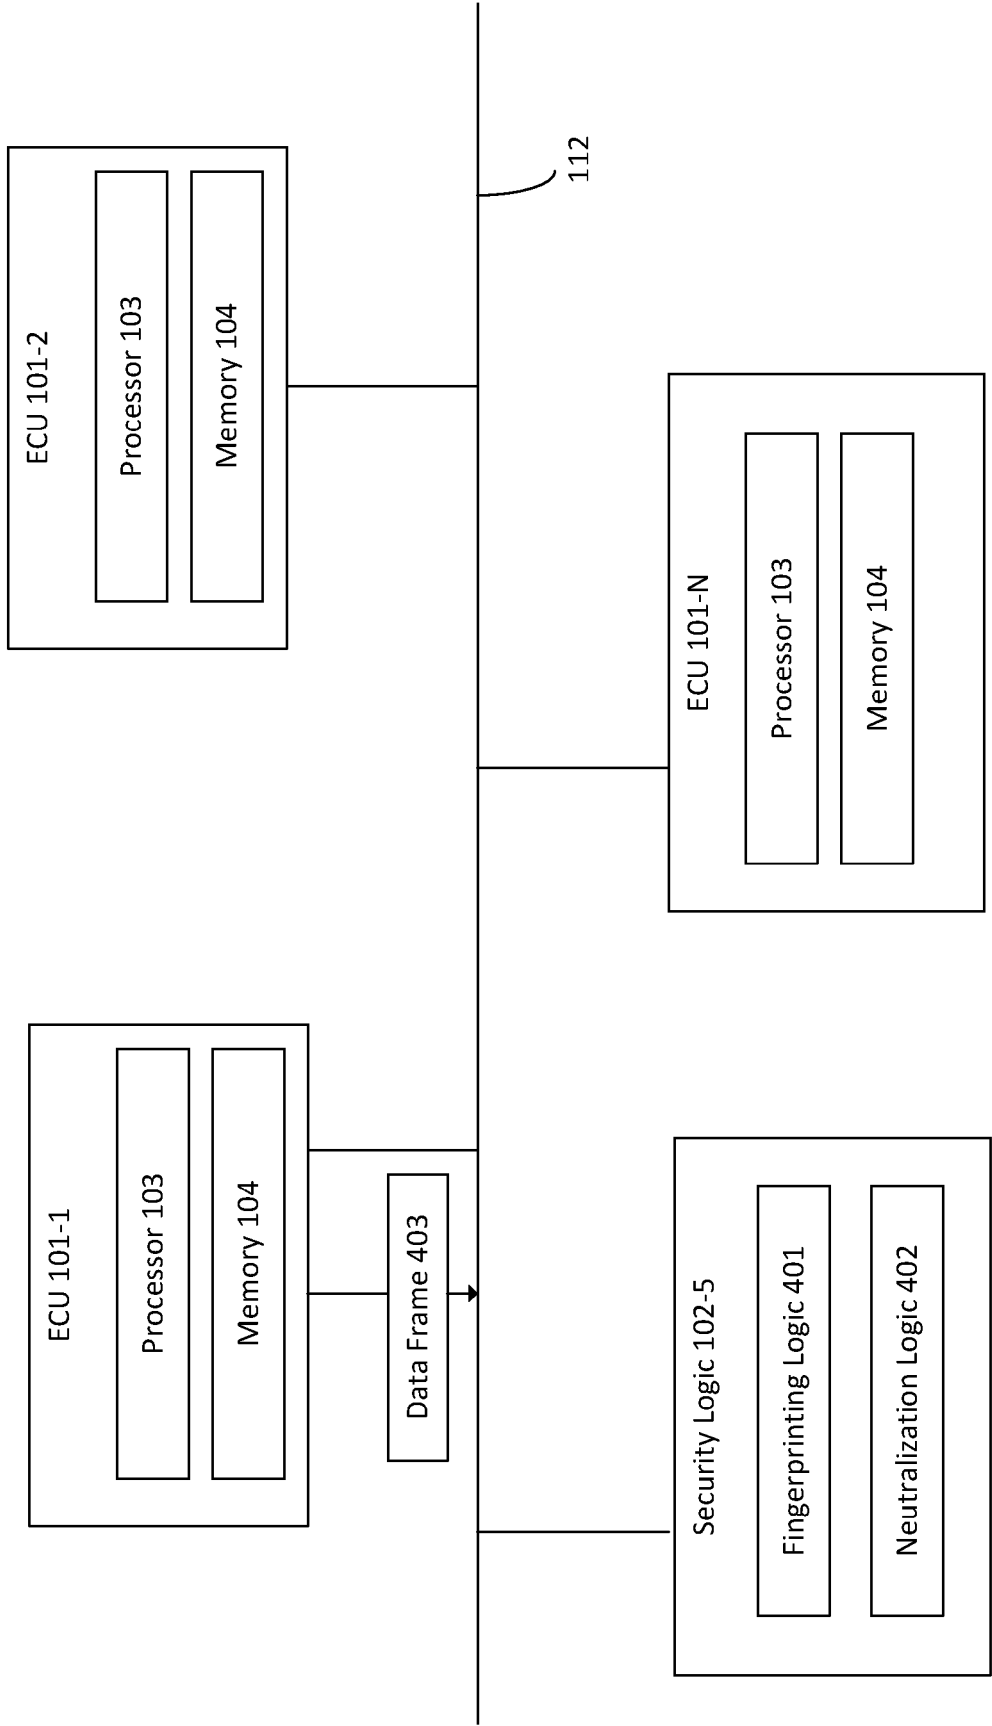 ECU 101-1
Processor 103
Memory 104
Data Frame 403
ECU 101-2
Processor 103
Memory 104
112
Security Logic 102-5
Fingerprinting Logic 401
Neutralization Logic 402
ECU 101-N
Processor 103
Memory 104